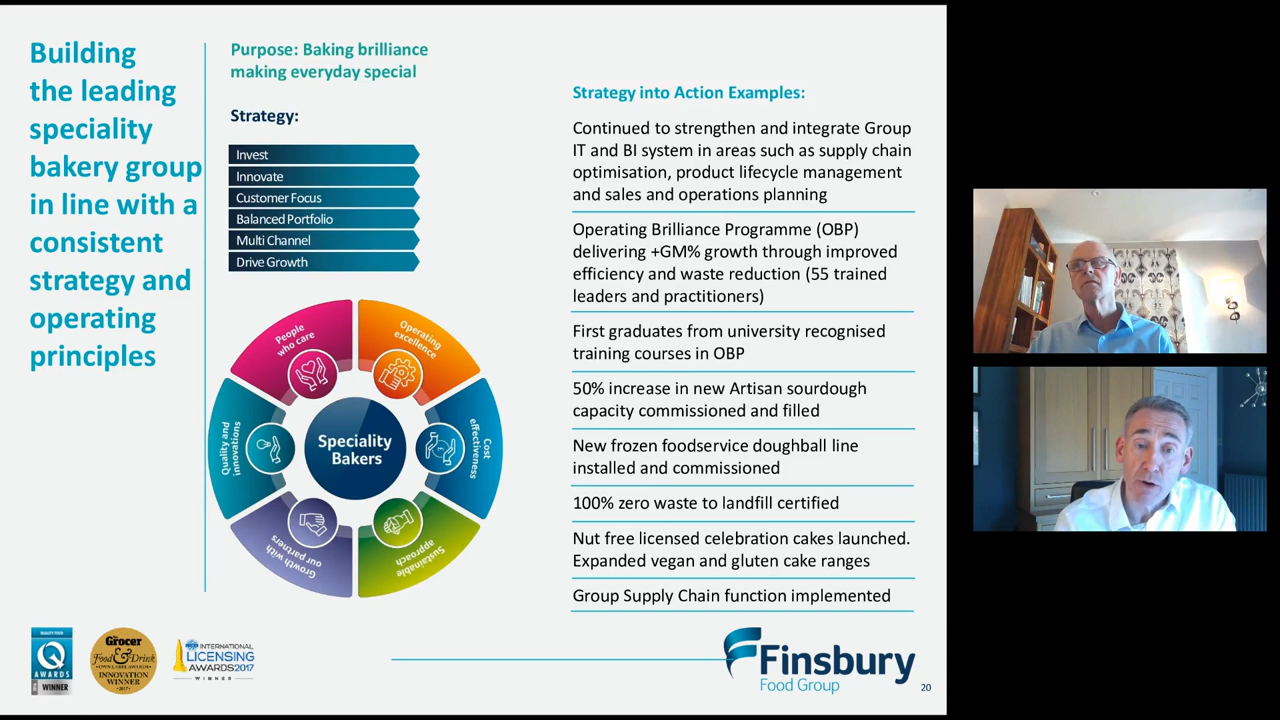 Building
the leading
speciality
bakery group
in line with a
consistent
strategy and
operating
principles
Purpose: Baking brilliance
making everyday special
Strategy:
Invest
Innovate
Customer Focus
Balanced Portfolio
Multi Channel
Drive Growth
People
who care
Operating
excellence
Quality and
innovations
Speciality
Bakers
Cost
effectiveness
Growth with
our partners
Sustainable
approach
Strategy into Action Examples:
Continued to strengthen and integrate Group
IT and BI system in areas such as supply chain
optimisation, product lifecycle management
and sales and operations planning
Operating Brilliance Programme (OBP)
delivering +GM% growth through improved
efficiency and waste reduction (55 trained
leaders and practitioners)
First graduates from university recognised
training courses in OBP
50% increase in new Artisan sourdough
capacity commissioned and filled
New frozen foodservice doughball line
installed and commissioned
100% zero waste to landfill certified
Nut free licensed celebration cakes launched.
Expanded vegan and gluten cake ranges
Group Supply Chain function implemented
QUALITY FOOD
Q
AWARDS
WINNER
The Grocer
Food & Drink
OWN LABEL AWARDS
INNOVATION
WINNER
2017
INTERNATIONAL
LICENSING
AWARDS2017
WINNER
Finsbury
Food Group
20